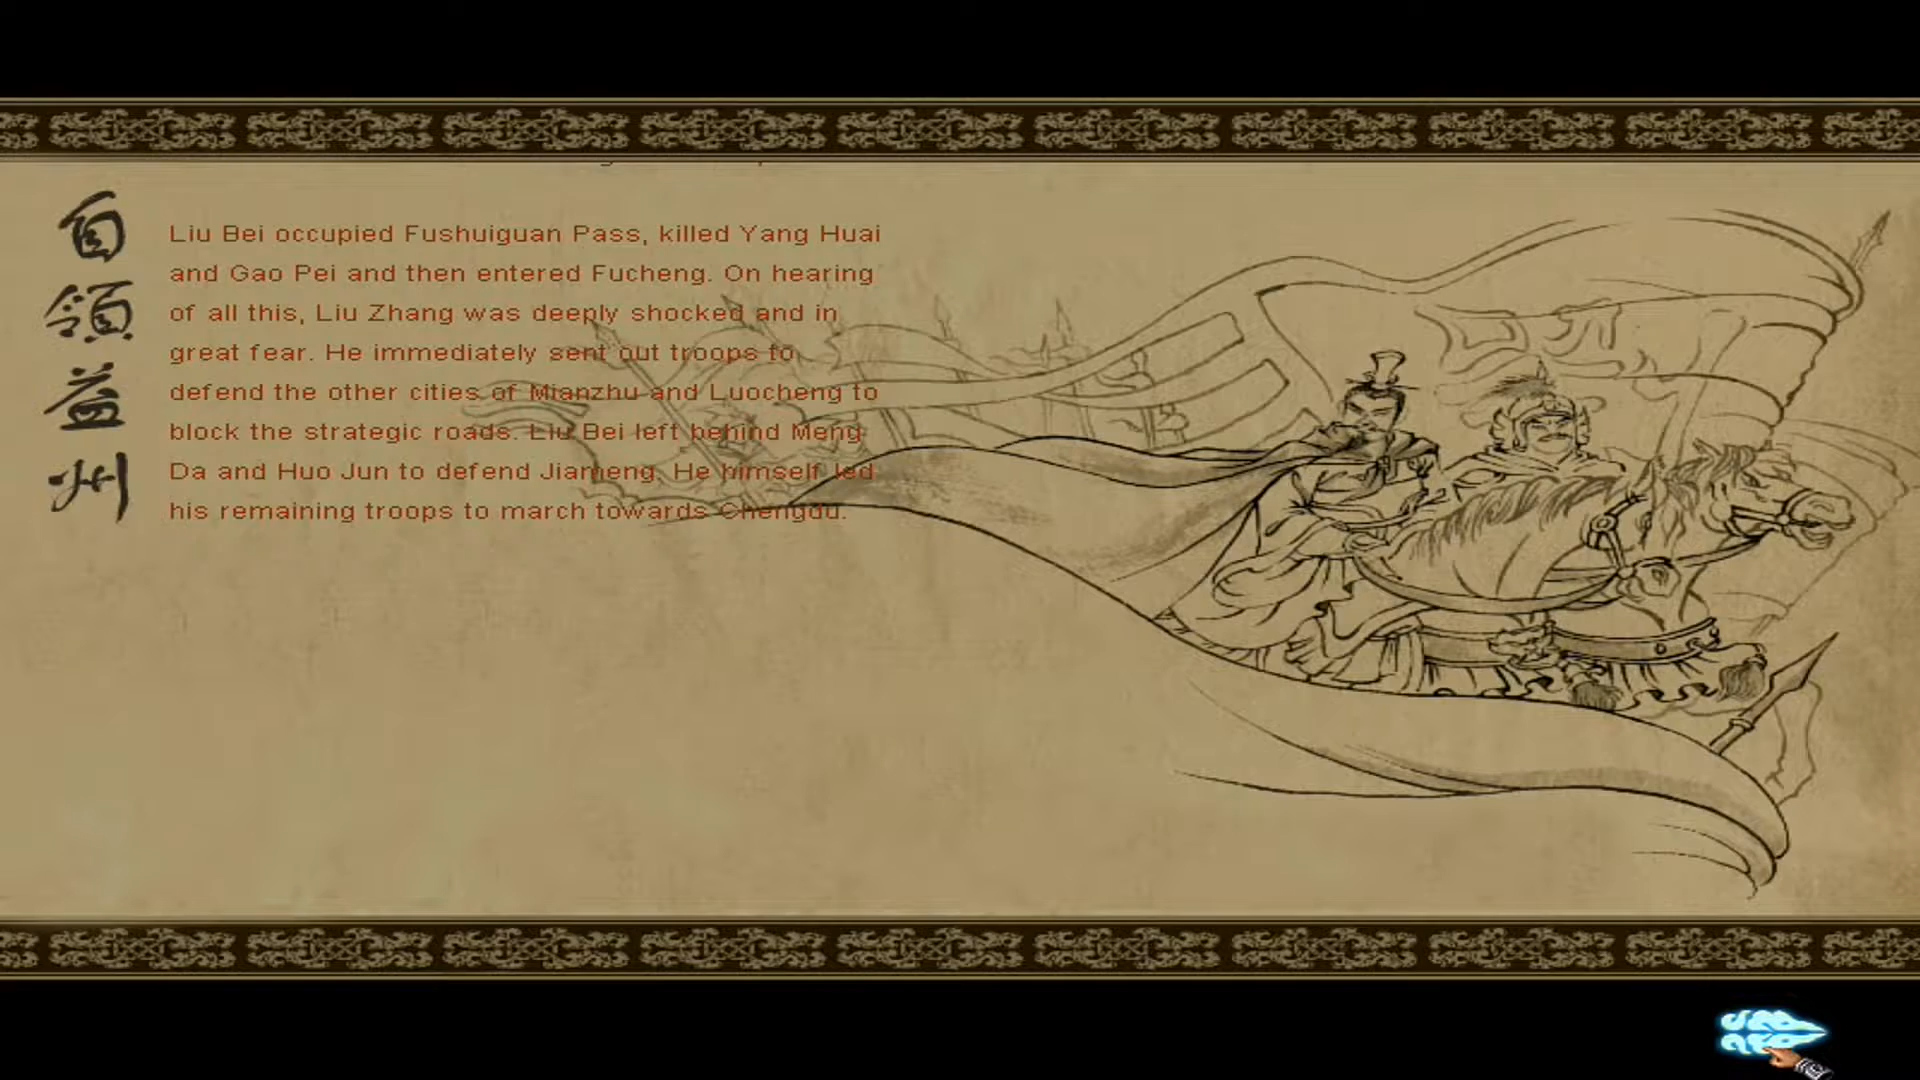 自領益州
Liu Bei occupied Fushuiguan Pass, killed Yang Huai
and Gao Pei and then entered Fucheng. On hearing
of all this, Liu Zhang was deeply shocked and in
great fear. He immediately sent out troops to
defend the other cities of Mianzhu and Luocheng to
block the strategic roads. Liu Bei left behind Meng
Da and Huo Jun to defend Jiameng. He himself led
his remaining troops to march towards Chengdu.